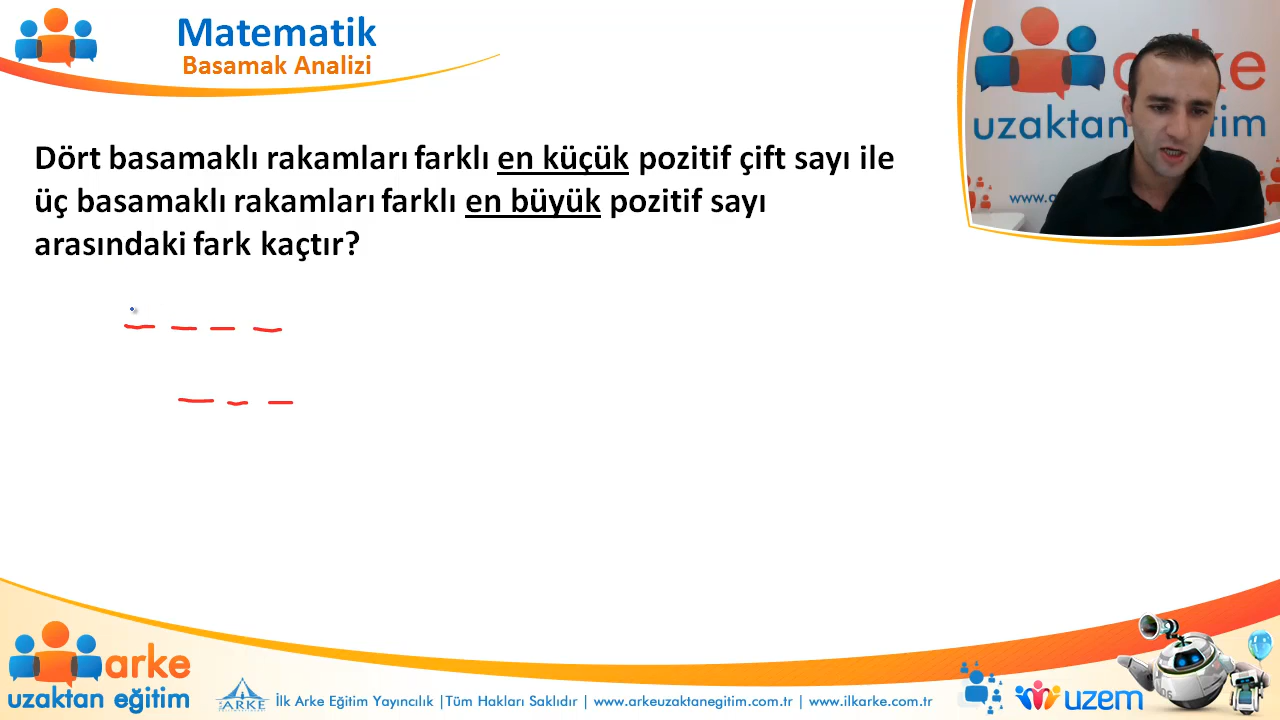 Matematik
Basamak Analizi
arke
uzaktan eğitim
www.
Dört basamaklı rakamları farklı en küçük pozitif çift sayı ile
üç basamaklı rakamları farklı en büyük pozitif sayı
arasındaki fark kaçtır?
arke
uzaktan eğitim
ARKE
İlk Arke Eğitim Yayıncılık |Tüm Hakları Saklıdır | www.arkeuzaktanegitim.com.tr | www.ilkarke.com.tr
uzem